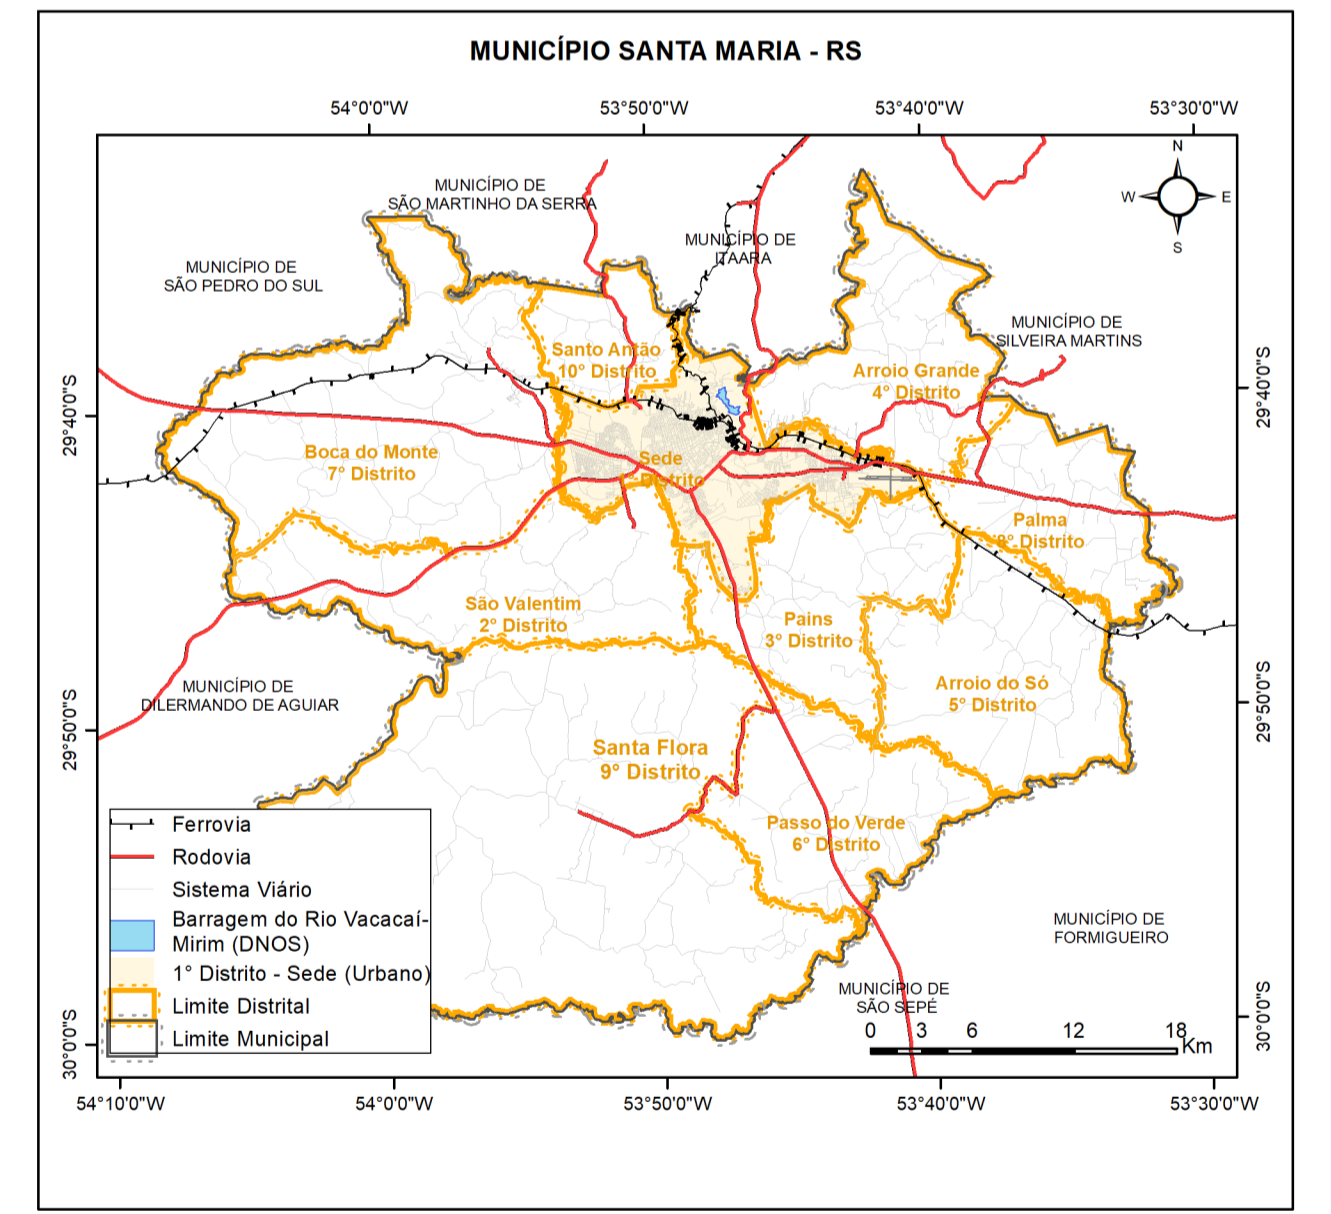 MUNICÍPIO SANTA MARIA - RS
54°0'0"W
53°50'0"W
53°40'0"W
53°30'0"W
N
W
E
S
MUNICÍPIO DE
SÃO MARTINHO DA SERRA
MUNICÍPIO DE
ITAARA
MUNICÍPIO DE
SÃO PEDRO DO SUL
MUNICÍPIO DE
SILVEIRA MARTINS
Santo Antão
10° Distrito
Arroio Grande
4° Distrito
29°40'0"S
29°40'0"S
Boca do Monte
7° Distrito
Sede
Distrito
Palma
8° Distrito
São Valentim
2° Distrito
Pains
3° Distrito
MUNICÍPIO DE
DILERMANDO DE AGUIAR
Arroio do Só
5° Distrito
29°50'0"S
29°50'0"S
Santa Flora
9° Distrito
Passo do Verde
6° Distrito
Ferrovia
Rodovia
Sistema Viário
Barragem do Rio Vacacaí-
Mirim (DNOS)
1° Distrito - Sede (Urbano)
Limite Distrital
Limite Municipal
MUNICÍPIO DE
FORMIGUEIRO
MUNICÍPIO DE
SÃO SEPÉ
0 3 6 12 18
Km
30°0'0"S
30°0'0"S
54°10'0"W
54°0'0"W
53°50'0"W
53°40'0"W
53°30'0"W